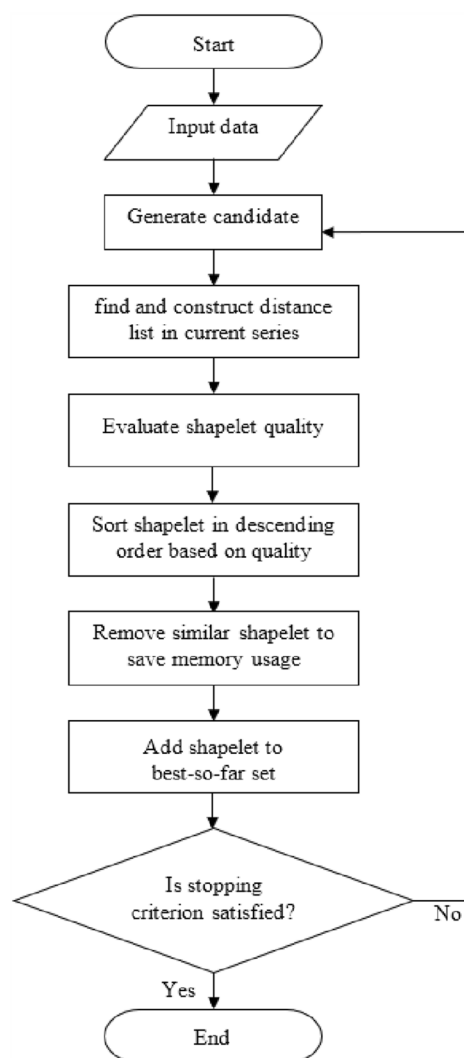 Start
Input data
Generate candidate
find and construct distance
list in current series
Evaluate shapelet quality
Sort shapelet in descending
order based on quality
Remove similar shapelet to
save memory usage
Add shapelet to
best-so-far set
Is stopping
criterion satisfied?
No
Yes
End